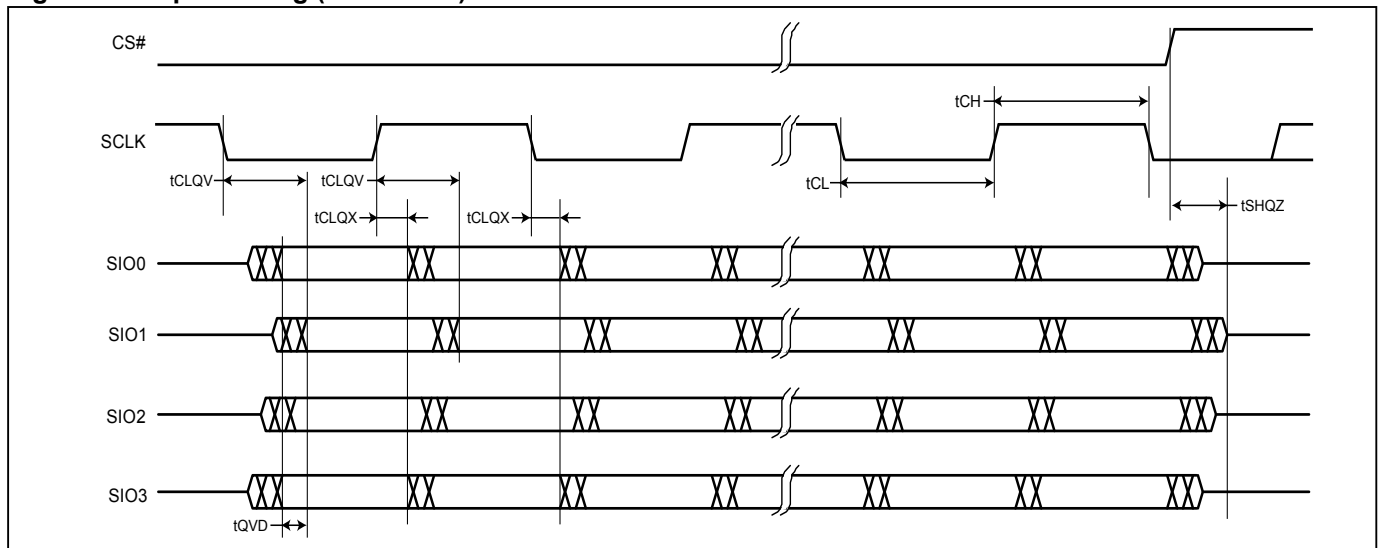 CS#
tCH
SCLK
tCLQV
tCLQV
tCL
tCLQX
tCLQX
tSHQZ
SIO0
SIO1
SIO2
SIO3
tQVD